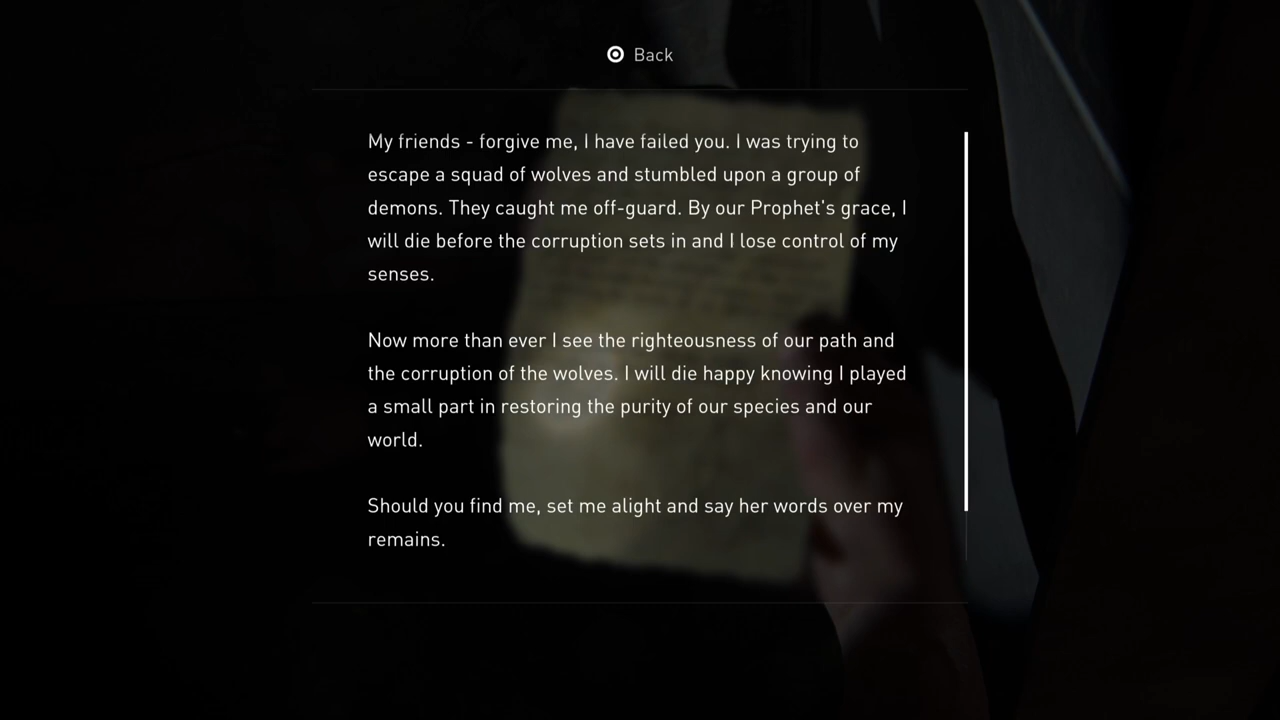 Back
My friends - forgive me, I have failed you. I was trying to
escape a squad of wolves and stumbled upon a group of
demons. They caught me off-guard. By our Prophet's grace, I
will die before the corruption sets in and I lose control of my
senses.
Now more than ever I see the righteousness of our path and
the corruption of the wolves. I will die happy knowing I played
a small part in restoring the purity of our species and our
world.
Should you find me, set me alight and say her words over my
remains.